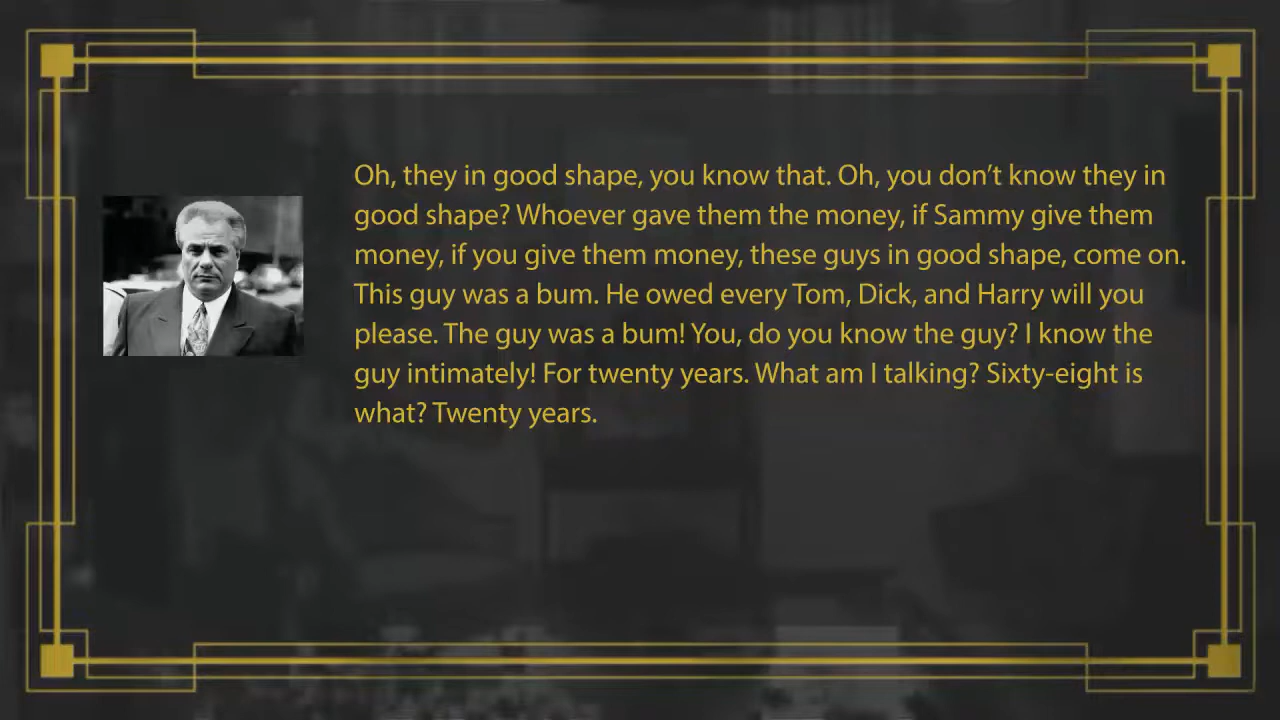 Oh, they in good shape, you know that. Oh, you don’t know they in
good shape? Whoever gave them the money, if Sammy give them
money, if you give them money, these guys in good shape, come on.
This guy was a bum. He owed every Tom, Dick, and Harry will you
please. The guy was a bum! You, do you know the guy? I know the
guy intimately! For twenty years. What am I talking? Sixty-eight is
what? Twenty years.